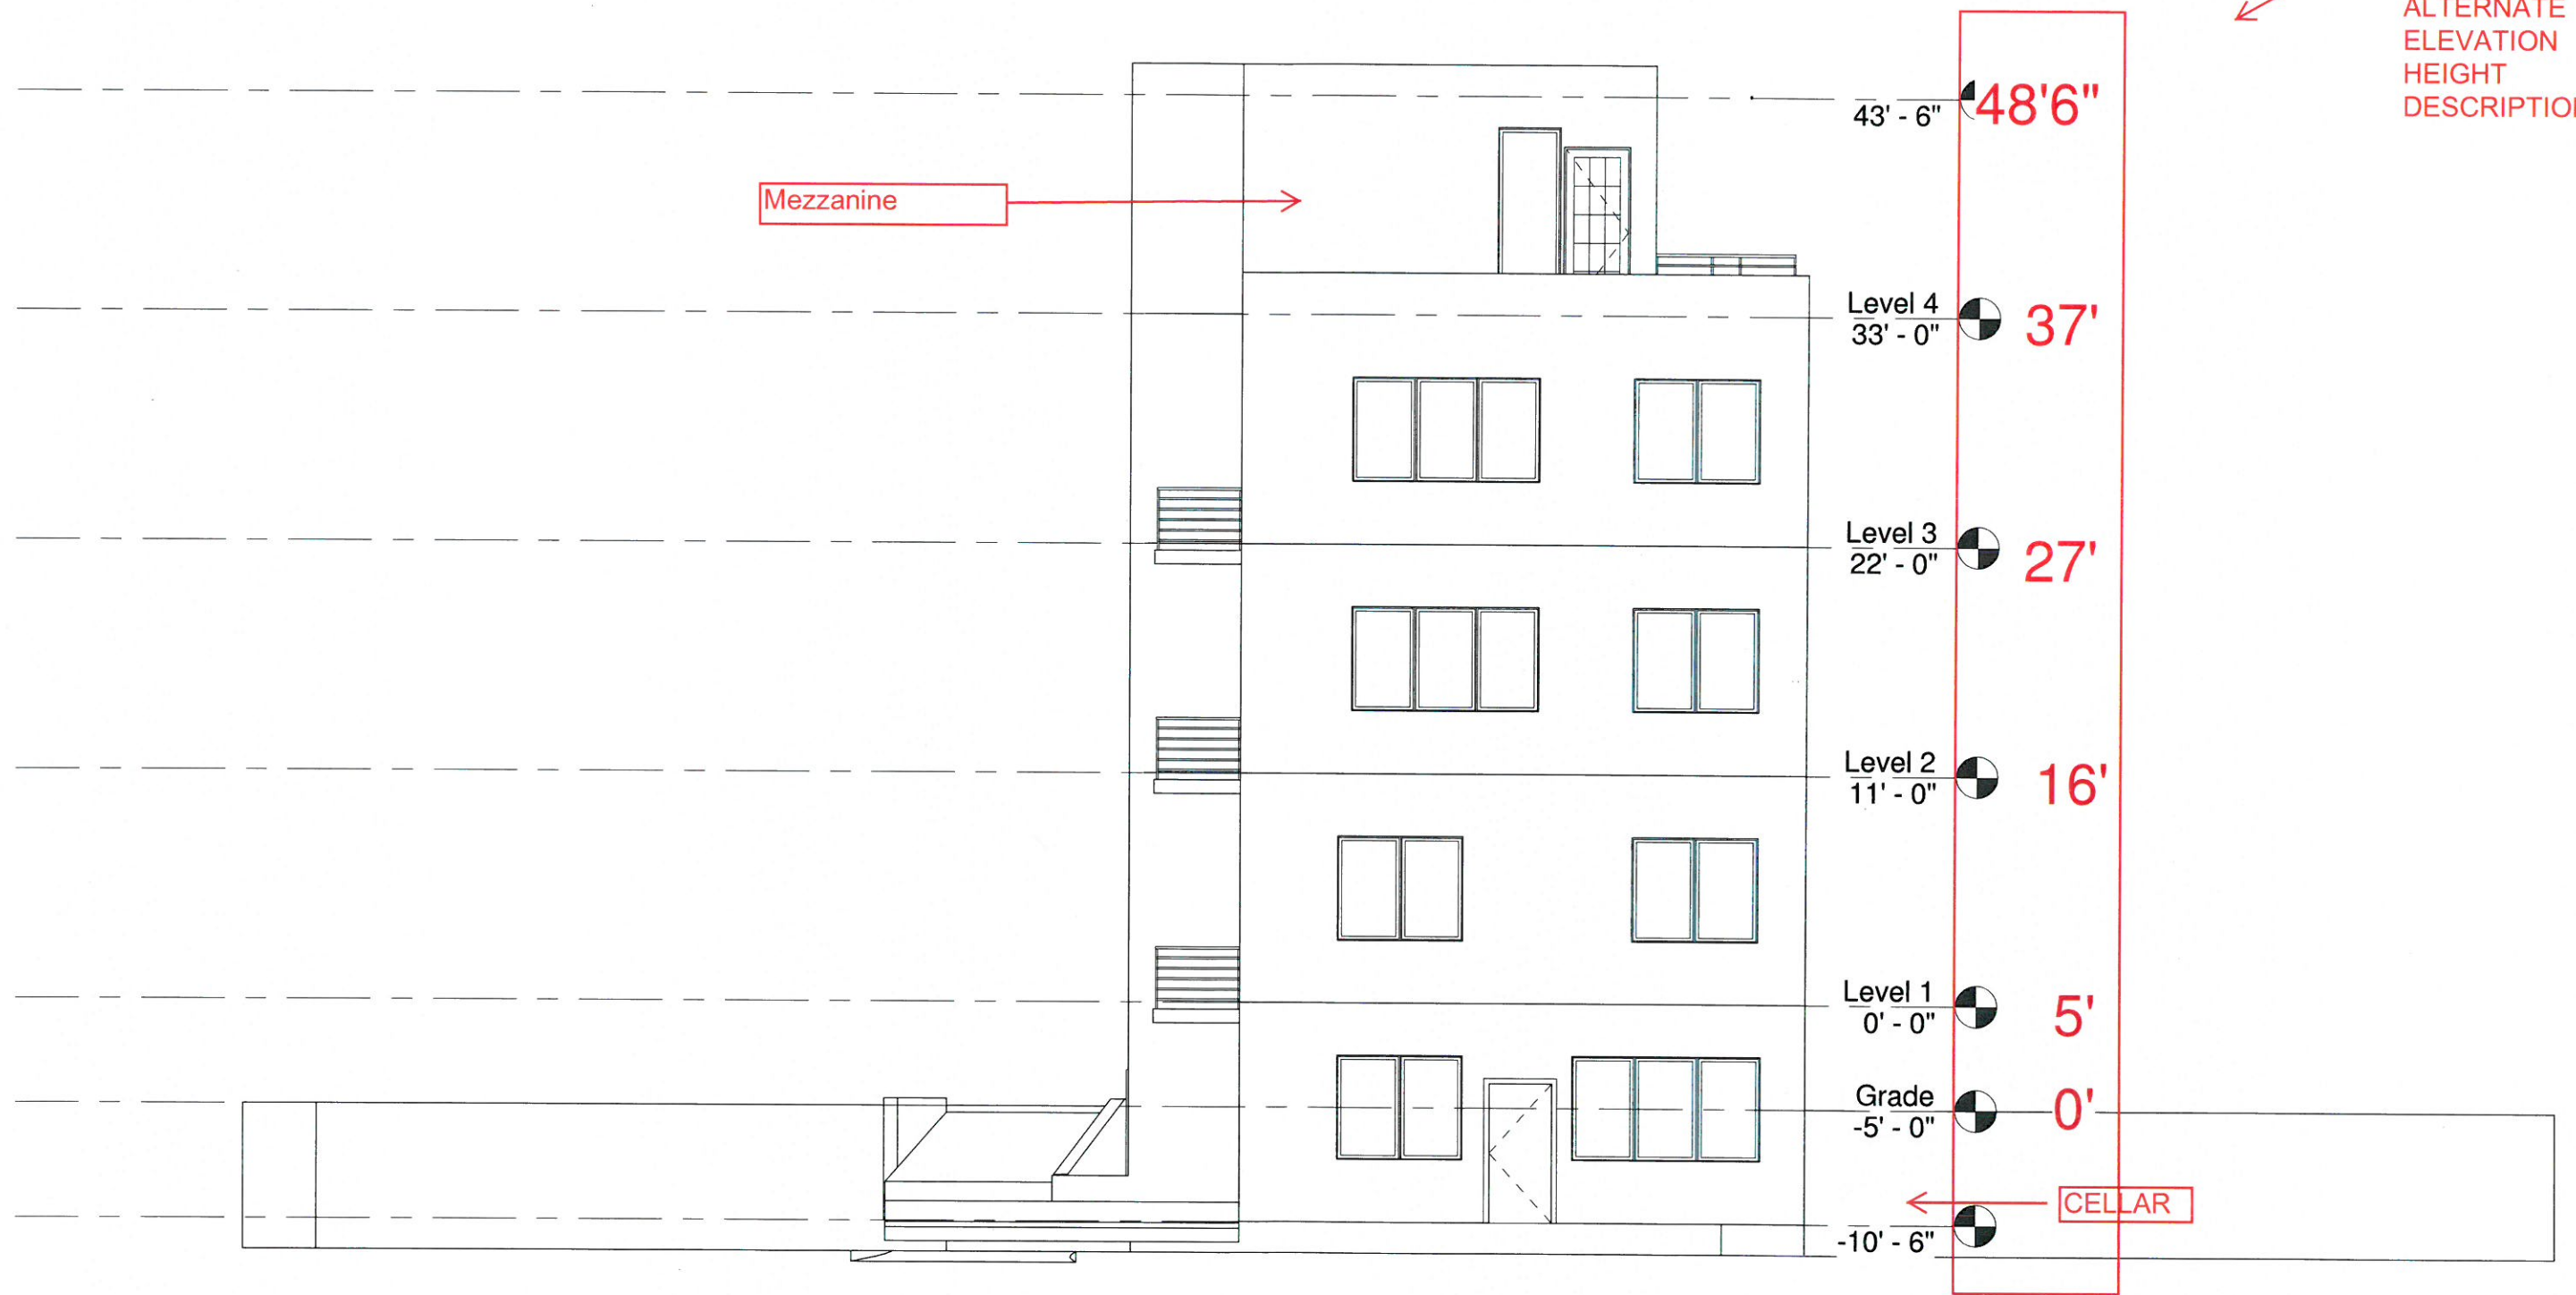 ALTERNATE
ELEVATION
HEIGHT
DESCRIPTION
43' - 6"
48'6"
Mezzanine
Level 4
33' - 0"
37'
Level 3
22' - 0"
27'
Level 2
11' - 0"
16'
Level 1
0' - 0"
5'
Grade
-5' - 0"
0'
CELLAR
-10' - 6"